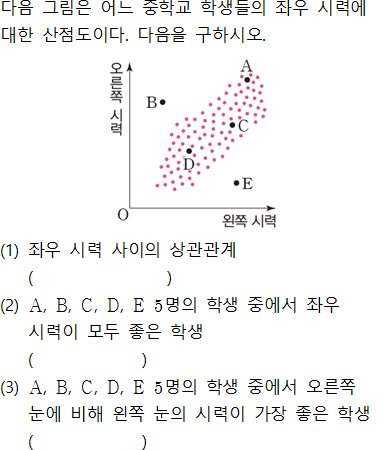 다음 그림은 어느 중학교 학생들의 좌우 시력에
대한 산점도이다. 다음을 구하시오.
오른쪽 시력
A
B
C
D
E
O
왼쪽 시력
(1) 좌우 시력 사이의 상관관계
( )
(2) A, B, C, D, E 5명의 학생 중에서 좌우
시력이 모두 좋은 학생
( )
(3) A, B, C, D, E 5명의 학생 중에서 오른쪽
눈에 비해 왼쪽 눈의 시력이 가장 좋은 학생
( )